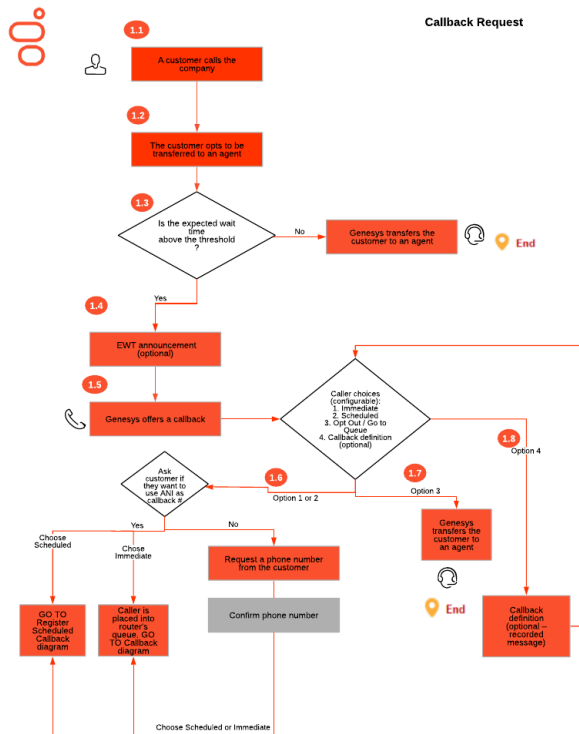 Callback Request
1.1
A customer calls the
company
1.2
The customer opts to be
transferred to an agent
1.3
Is the expected wait
time
above the threshold
?
No
Genesys transfers the
customer to an agent
End
Yes
1.4
EWT announcement
(optional)
1.5
Genesys offers a callback
Caller choices
(configurable):
1. Immediate
2. Scheduled
3. Opt Out / Go to
Queue
4. Callback definition
(optional)
1.8
Option 4
1.6
Option 1 or 2
1.7
Option 3
Ask
customer if
they want to
use ANI as
callback #
Yes
No
Choose
Scheduled
Chose
Immediate
Request a phone number
from the customer
Confirm phone number
Genesys
transfers the
customer to
an agent
End
GO TO
Register
Scheduled
Callback
diagram
Caller is
placed into
router's
queue. GO
TO Callback
diagram
Callback
definition
(optional –
recorded
message)
Choose Scheduled or Immediate